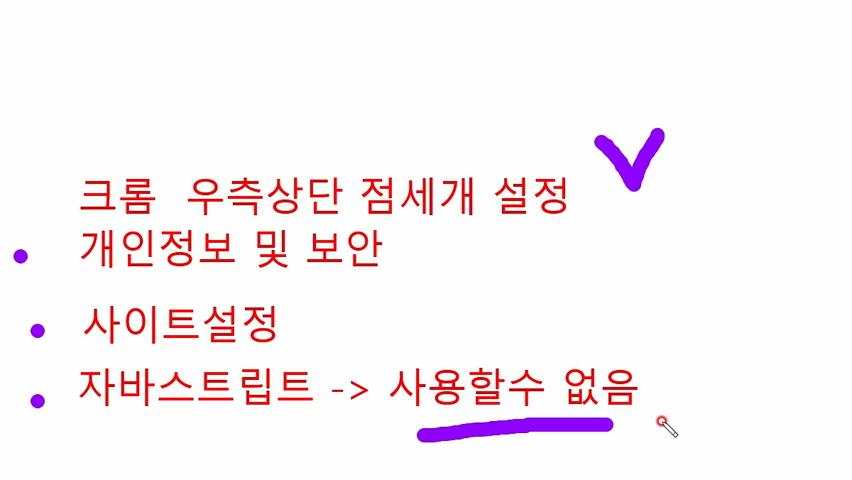 크롬 우측상단 점세개 설정
개인정보 및 보안
사이트설정
자바스트립트 -> 사용할수 없음